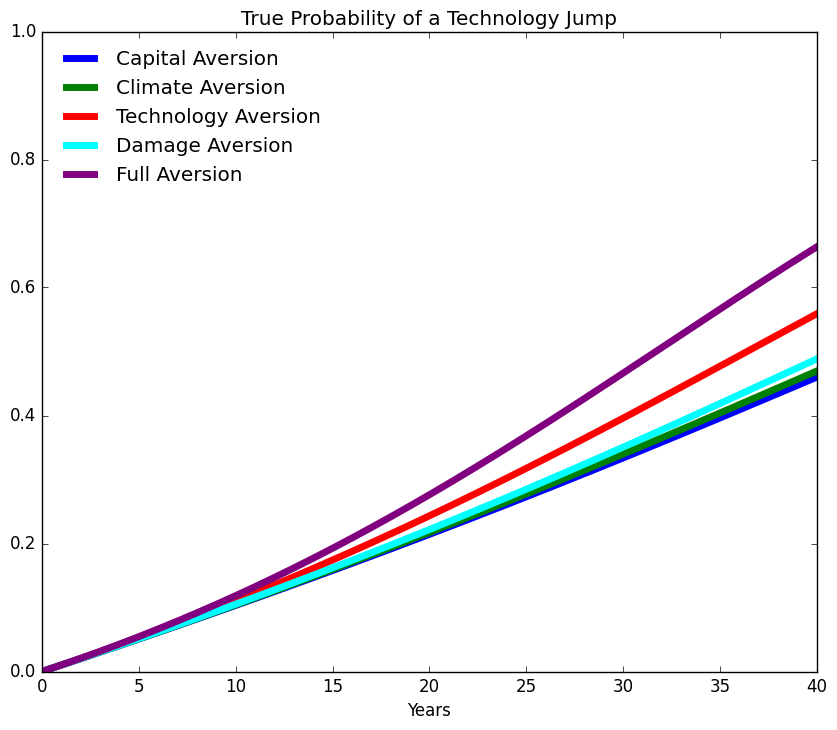 True Probability of a Technology Jump
1.0
Capital Aversion
Climate Aversion
Technology Aversion
Damage Aversion
Full Aversion
0.8
0.6
0.4
0.2
0.0
0 5 10 15 20 25 30 35 40
Years